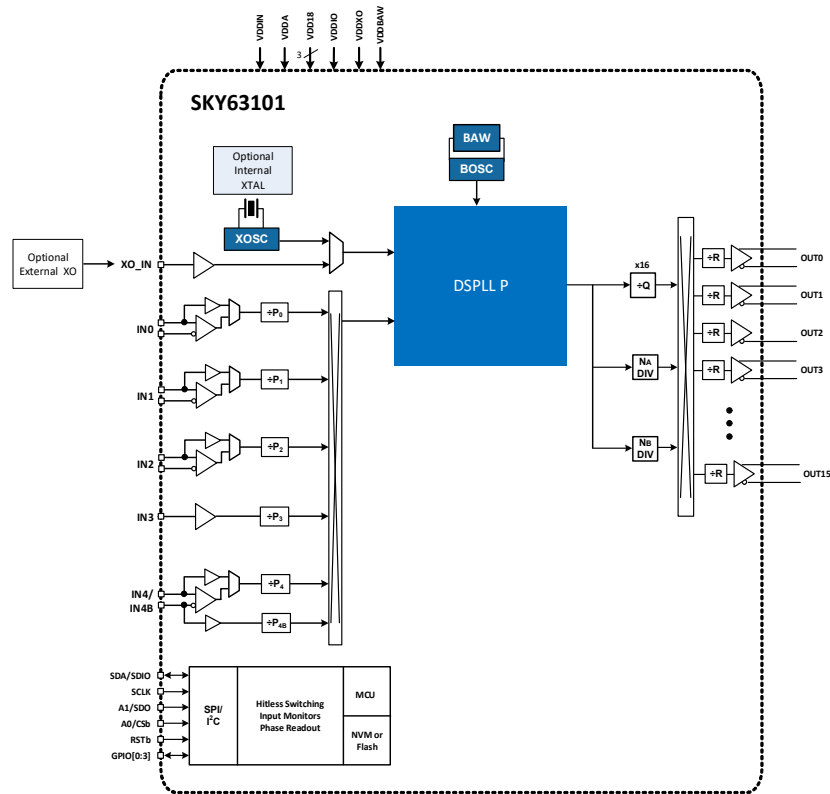 VDDIN
VDDA
VDD18
VDDIO
VDDXO
VDDBAW
3
SKY63101
Optional
Internal
XTAL
XOSC
BAW
BOSC
Optional
External XO
XO_IN
DSPLL P
x16
÷Q
÷R
OUT0
IN0
÷P0
÷R
OUT1
÷R
OUT2
IN1
÷P1
NA
DIV
÷R
OUT3
IN2
÷P2
NB
DIV
÷R
OUT15
IN3
÷P3
IN4/
IN4B
÷P4
÷P4B
SDA/SDIO
SCLK
A1/SDO
A0/CSb
RSTb
GPIO[0:3]
SPI/
I²C
Hitless Switching
Input Monitors
Phase Readout
MCU
NVM or
Flash